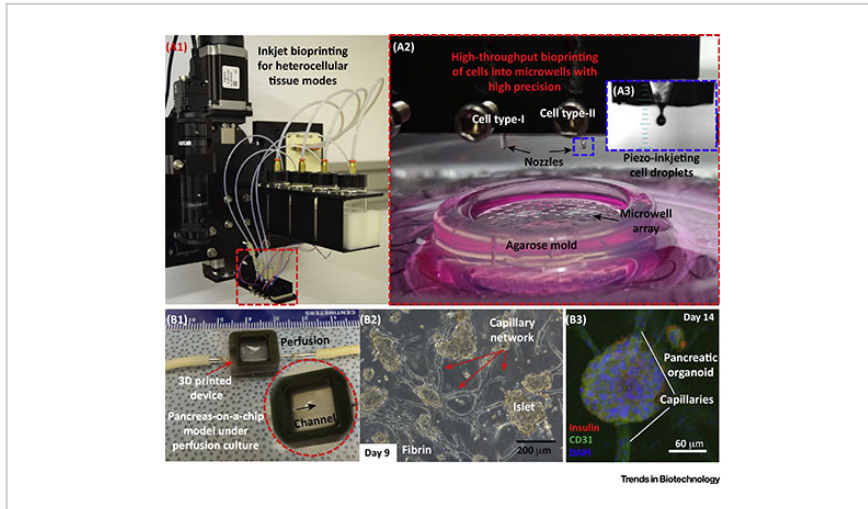 (A1)
Inkjet bioprinting
for heterocellular
tissue modes
(A2)
High-throughput bioprinting
of cells into microwells with
high precision
(A3)
Cell type-I
Cell type-II
Nozzles
Piezo-inkjeting
cell droplets
Microwell
array
Agarose mold
(B1)
CENTIMETERS
Perfusion
3D printed
device
Pancreas-on-a-chip
model under
perfusion culture
Channel
(B2)
Capillary
network
Islet
Day 9
Fibrin
200 μm
(B3)
Day 14
Pancreatic
organoid
Capillaries
Insulin
CD31
DAPI
60 μm
Trends in Biotechnology